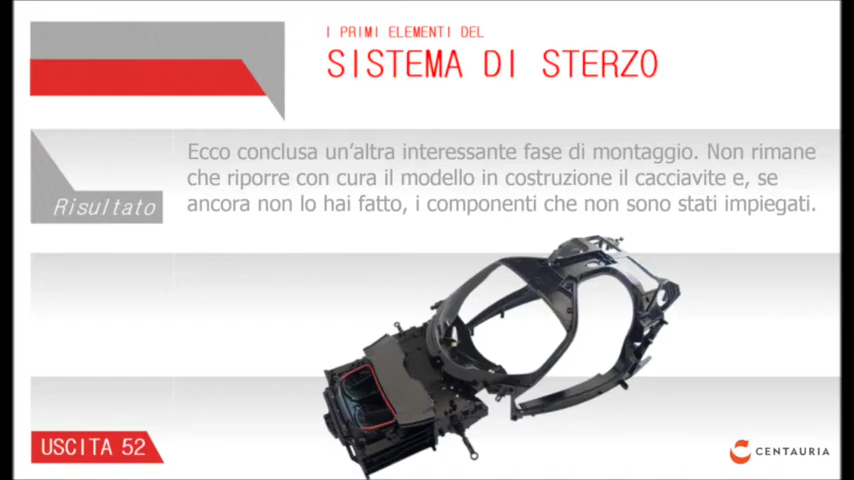 I PRIMI ELEMENTI DEL
SISTEMA DI STERZO
Ecco conclusa un'altra interessante fase di montaggio. Non rimane
che riporre con cura il modello in costruzione il cacciavite e, se
ancora non lo hai fatto, i componenti che non sono stati impiegati.
Risultato
USCITA 52
CENTAURIA